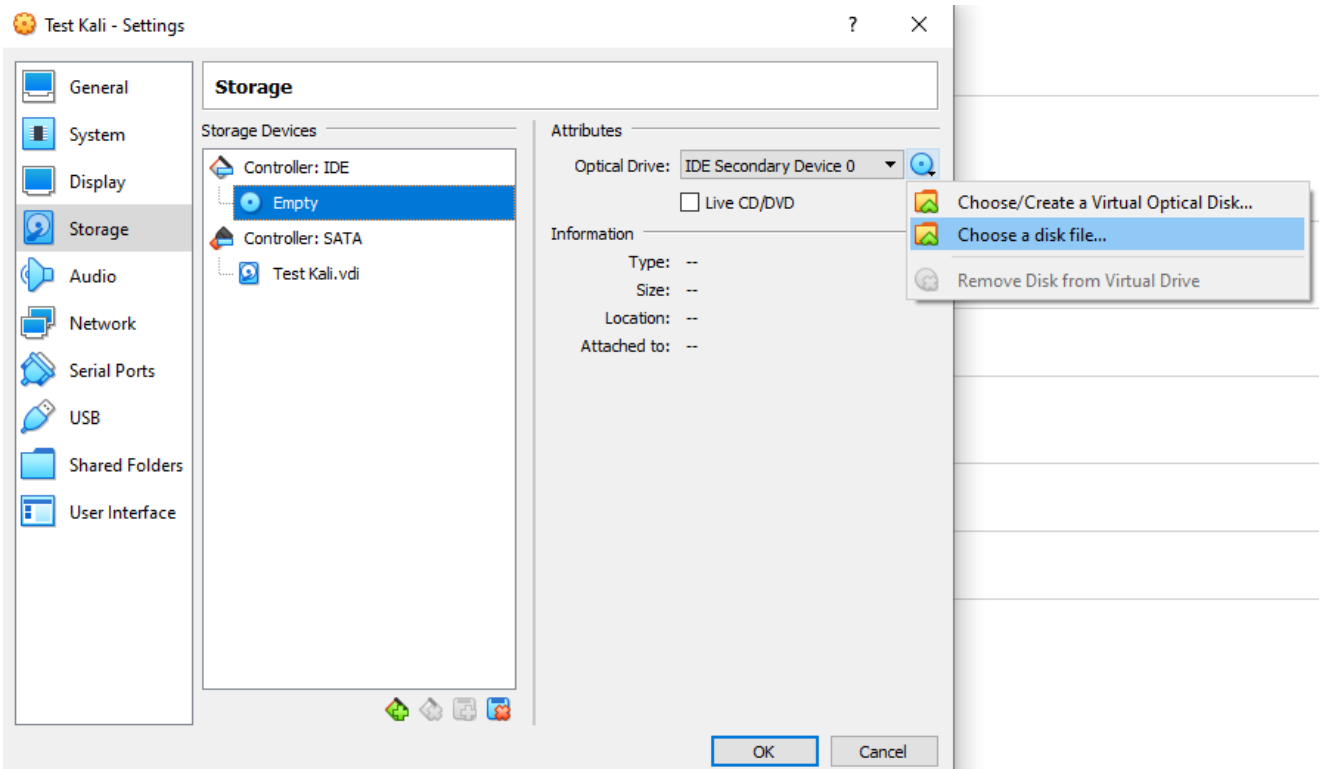 Test Kali - Settings
?
General
System
Display
Storage
Audio
Network
Serial Ports
USB
Shared Folders
User Interface
Storage
Storage Devices
Controller: IDE
Empty
Controller: SATA
Test Kali.vdi
Attributes
Optical Drive: IDE Secondary Device 0
Live CD/DVD
Information
Type: --
Size: --
Location: --
Attached to: --
Choose/Create a Virtual Optical Disk...
Choose a disk file...
Remove Disk from Virtual Drive
OK
Cancel